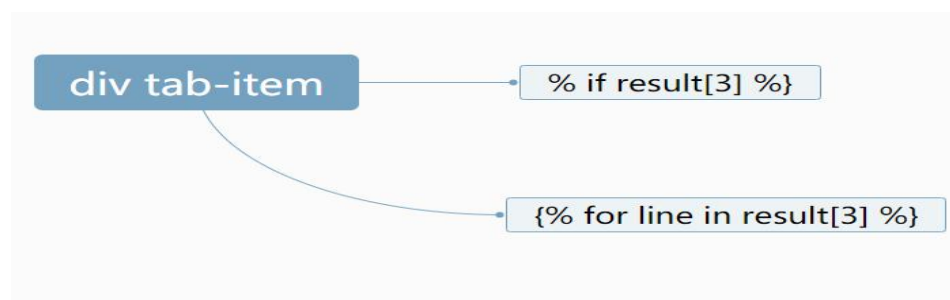 div tab-item
% if result[3] %}
{% for line in result[3] %}